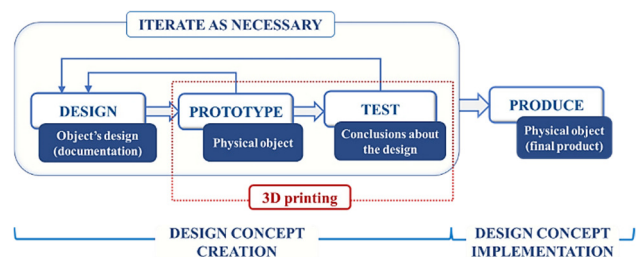 ITERATE AS NECESSARY
DESIGN
Object's design
(documentation)
PROTOTYPE
Physical object
TEST
Conclusions about
the design
PRODUCE
Physical object
(final product)
3D printing
DESIGN CONCEPT
CREATION
DESIGN CONCEPT
IMPLEMENTATION